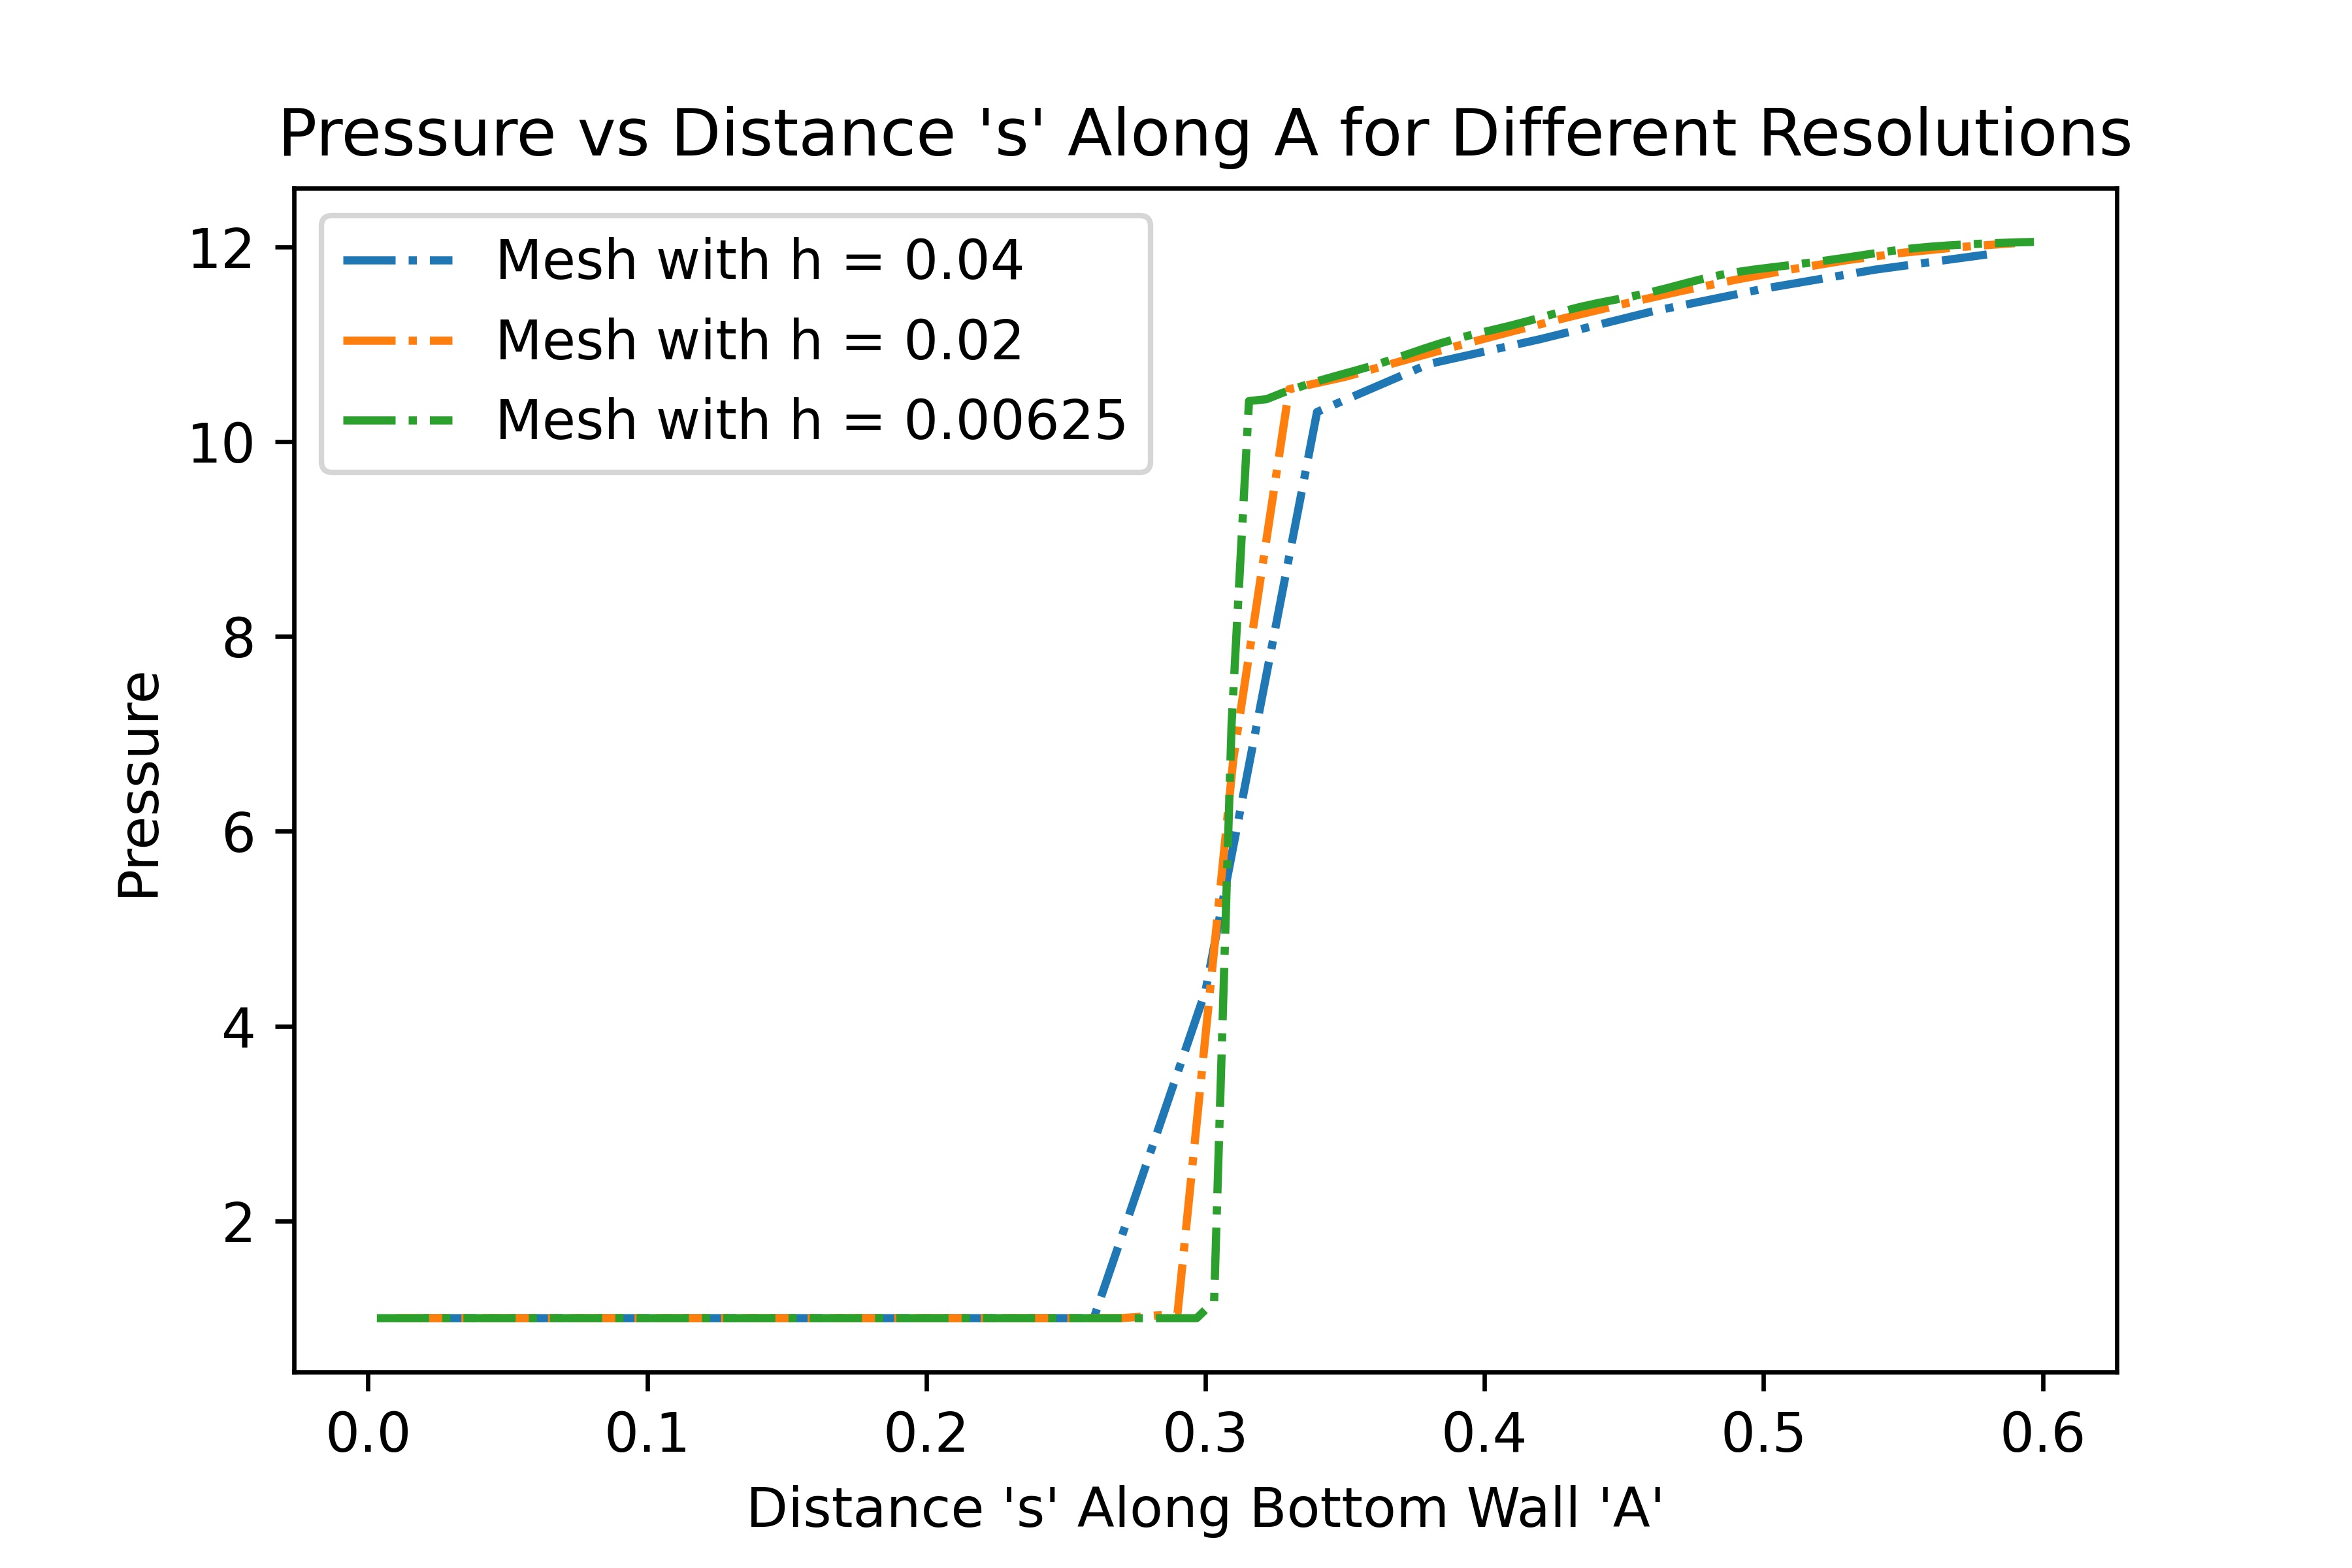 Pressure vs Distance 's' Along A for Different Resolutions
Mesh with h = 0.04
Mesh with h = 0.02
Mesh with h = 0.00625
12
10
8
6
4
2
Pressure
0.0 0.1 0.2 0.3 0.4 0.5 0.6
Distance 's' Along Bottom Wall 'A'